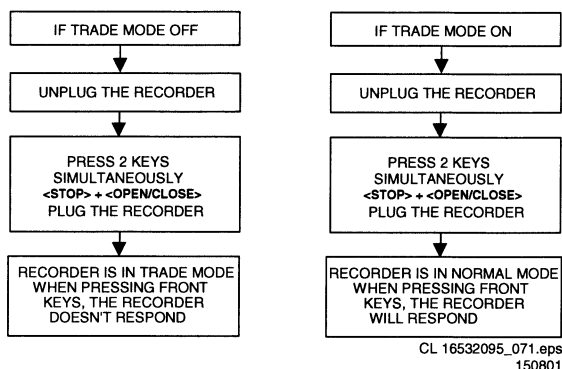 IF TRADE MODE OFF
UNPLUG THE RECORDER
PRESS 2 KEYS
SIMULTANEOUSLY
<STOP> + <OPEN/CLOSE>
PLUG THE RECORDER
RECORDER IS IN TRADE MODE
WHEN PRESSING FRONT
KEYS, THE RECORDER
DOESN'T RESPOND
IF TRADE MODE ON
UNPLUG THE RECORDER
PRESS 2 KEYS
SIMULTANEOUSLY
<STOP> + <OPEN/CLOSE>
PLUG THE RECORDER
RECORDER IS IN NORMAL MODE
WHEN PRESSING FRONT
KEYS, THE RECORDER
WILL RESPOND
CL 16532095_071.eps
150801